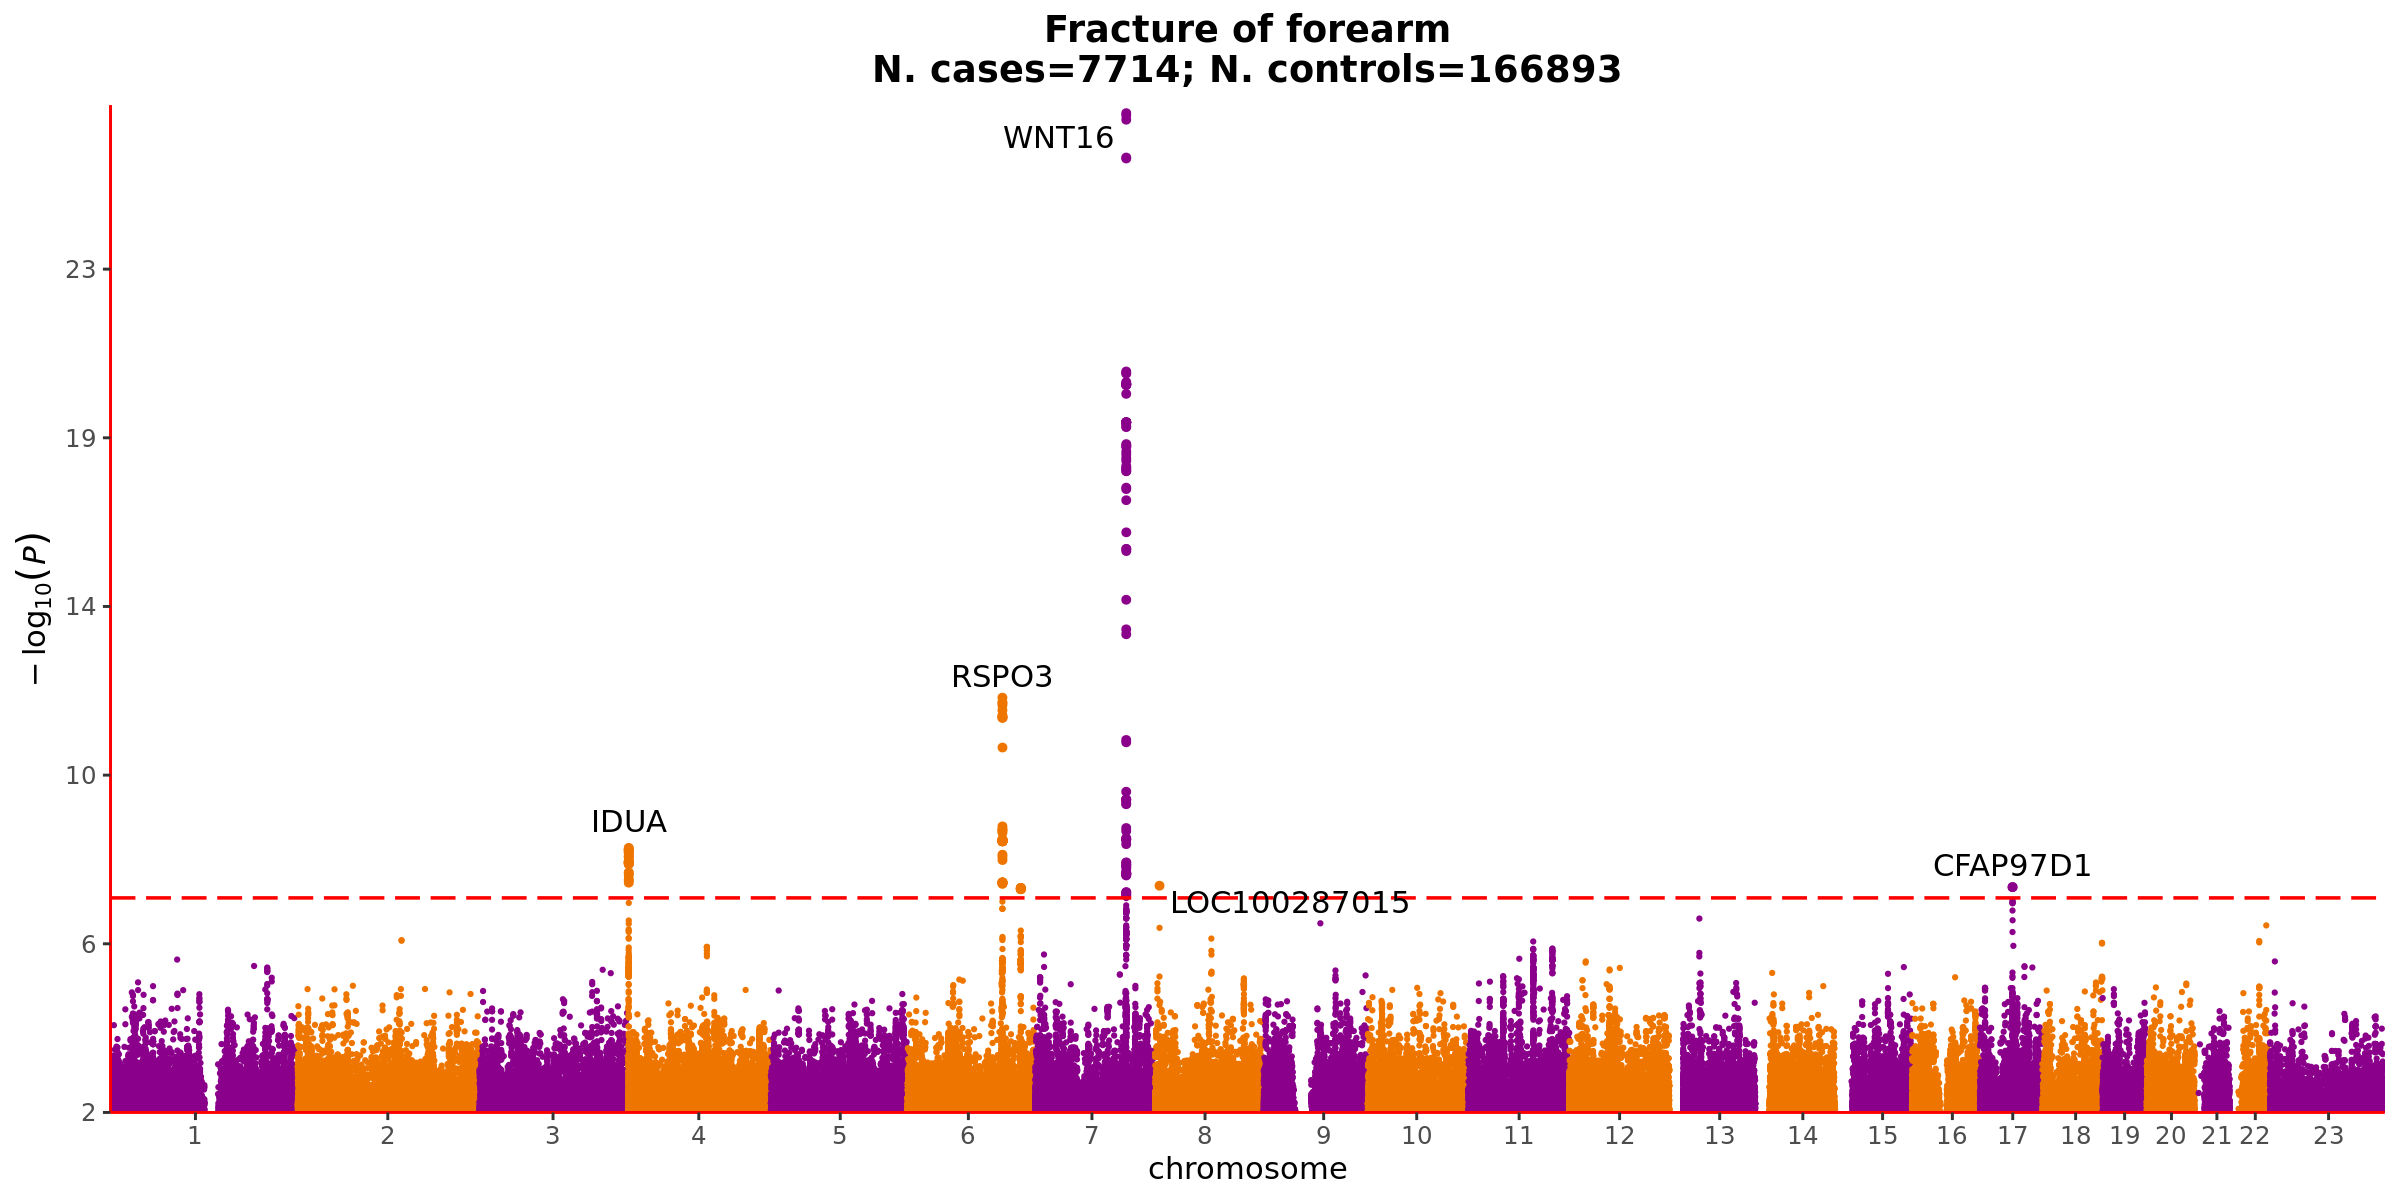 Fracture of forearm
N. cases=7714; N. controls=166893
WNT16
23
19
−log10(P)
14
RSPO3
10
IDUA
CFAP97D1
LOC100287015
6
2
1 2 3 4 5 6 7 8 9 10 11 12 13 14 15 16 17 18 19 20 21 22 23
chromosome